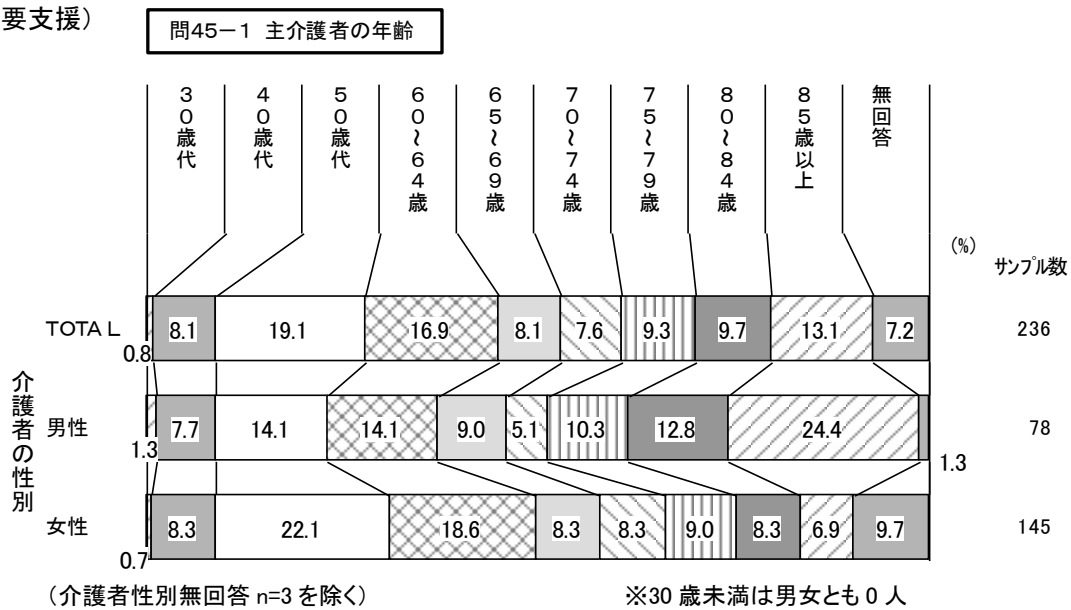 要支援）
問45－1 主介護者の年齢
30歳代
40歳代
50歳代
60~64歳
65~69歳
70~74歳
75~79歳
80~84歳
85歳以上
無回答
(%)
サンプル数
TOTAL 0.8 8.1 19.1 16.9 8.1 7.6 9.3 9.7 13.1 7.2 236
介護者の性別
男性 1.3 7.7 14.1 14.1 9.0 5.1 10.3 12.8 24.4 1.3 78
女性 0.7 8.3 22.1 18.6 8.3 8.3 9.0 8.3 6.9 9.7 145
（介護者性別無回答 n=3 を除く）
※30 歳未満は男女とも 0 人